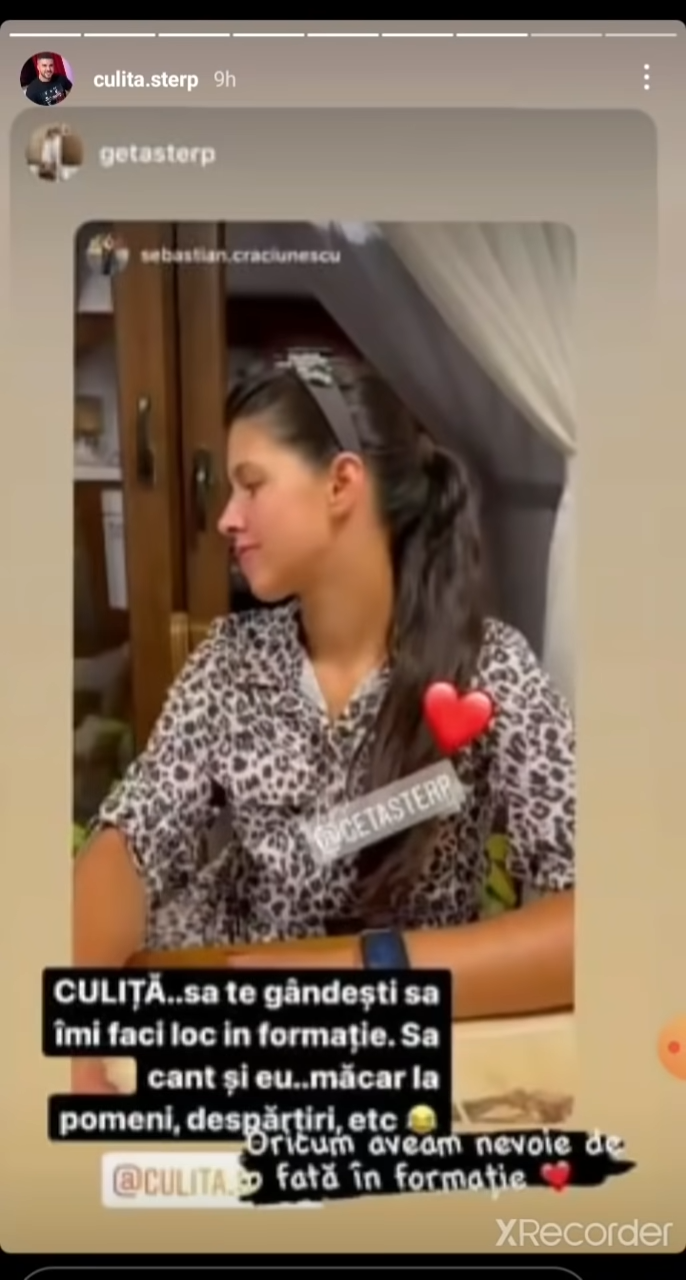 culita.sterp 9h
getasterp
sebastian.craciunescu
@GETASTERP
CULIȚĂ..sa te gândești sa
îmi faci loc in formație. Sa
cant și eu..măcar la
pomeni, despărțiri, etc 😂
Oricum aveam nevoie de
o fată în formație ❤️
@CULITA.
XRecorder